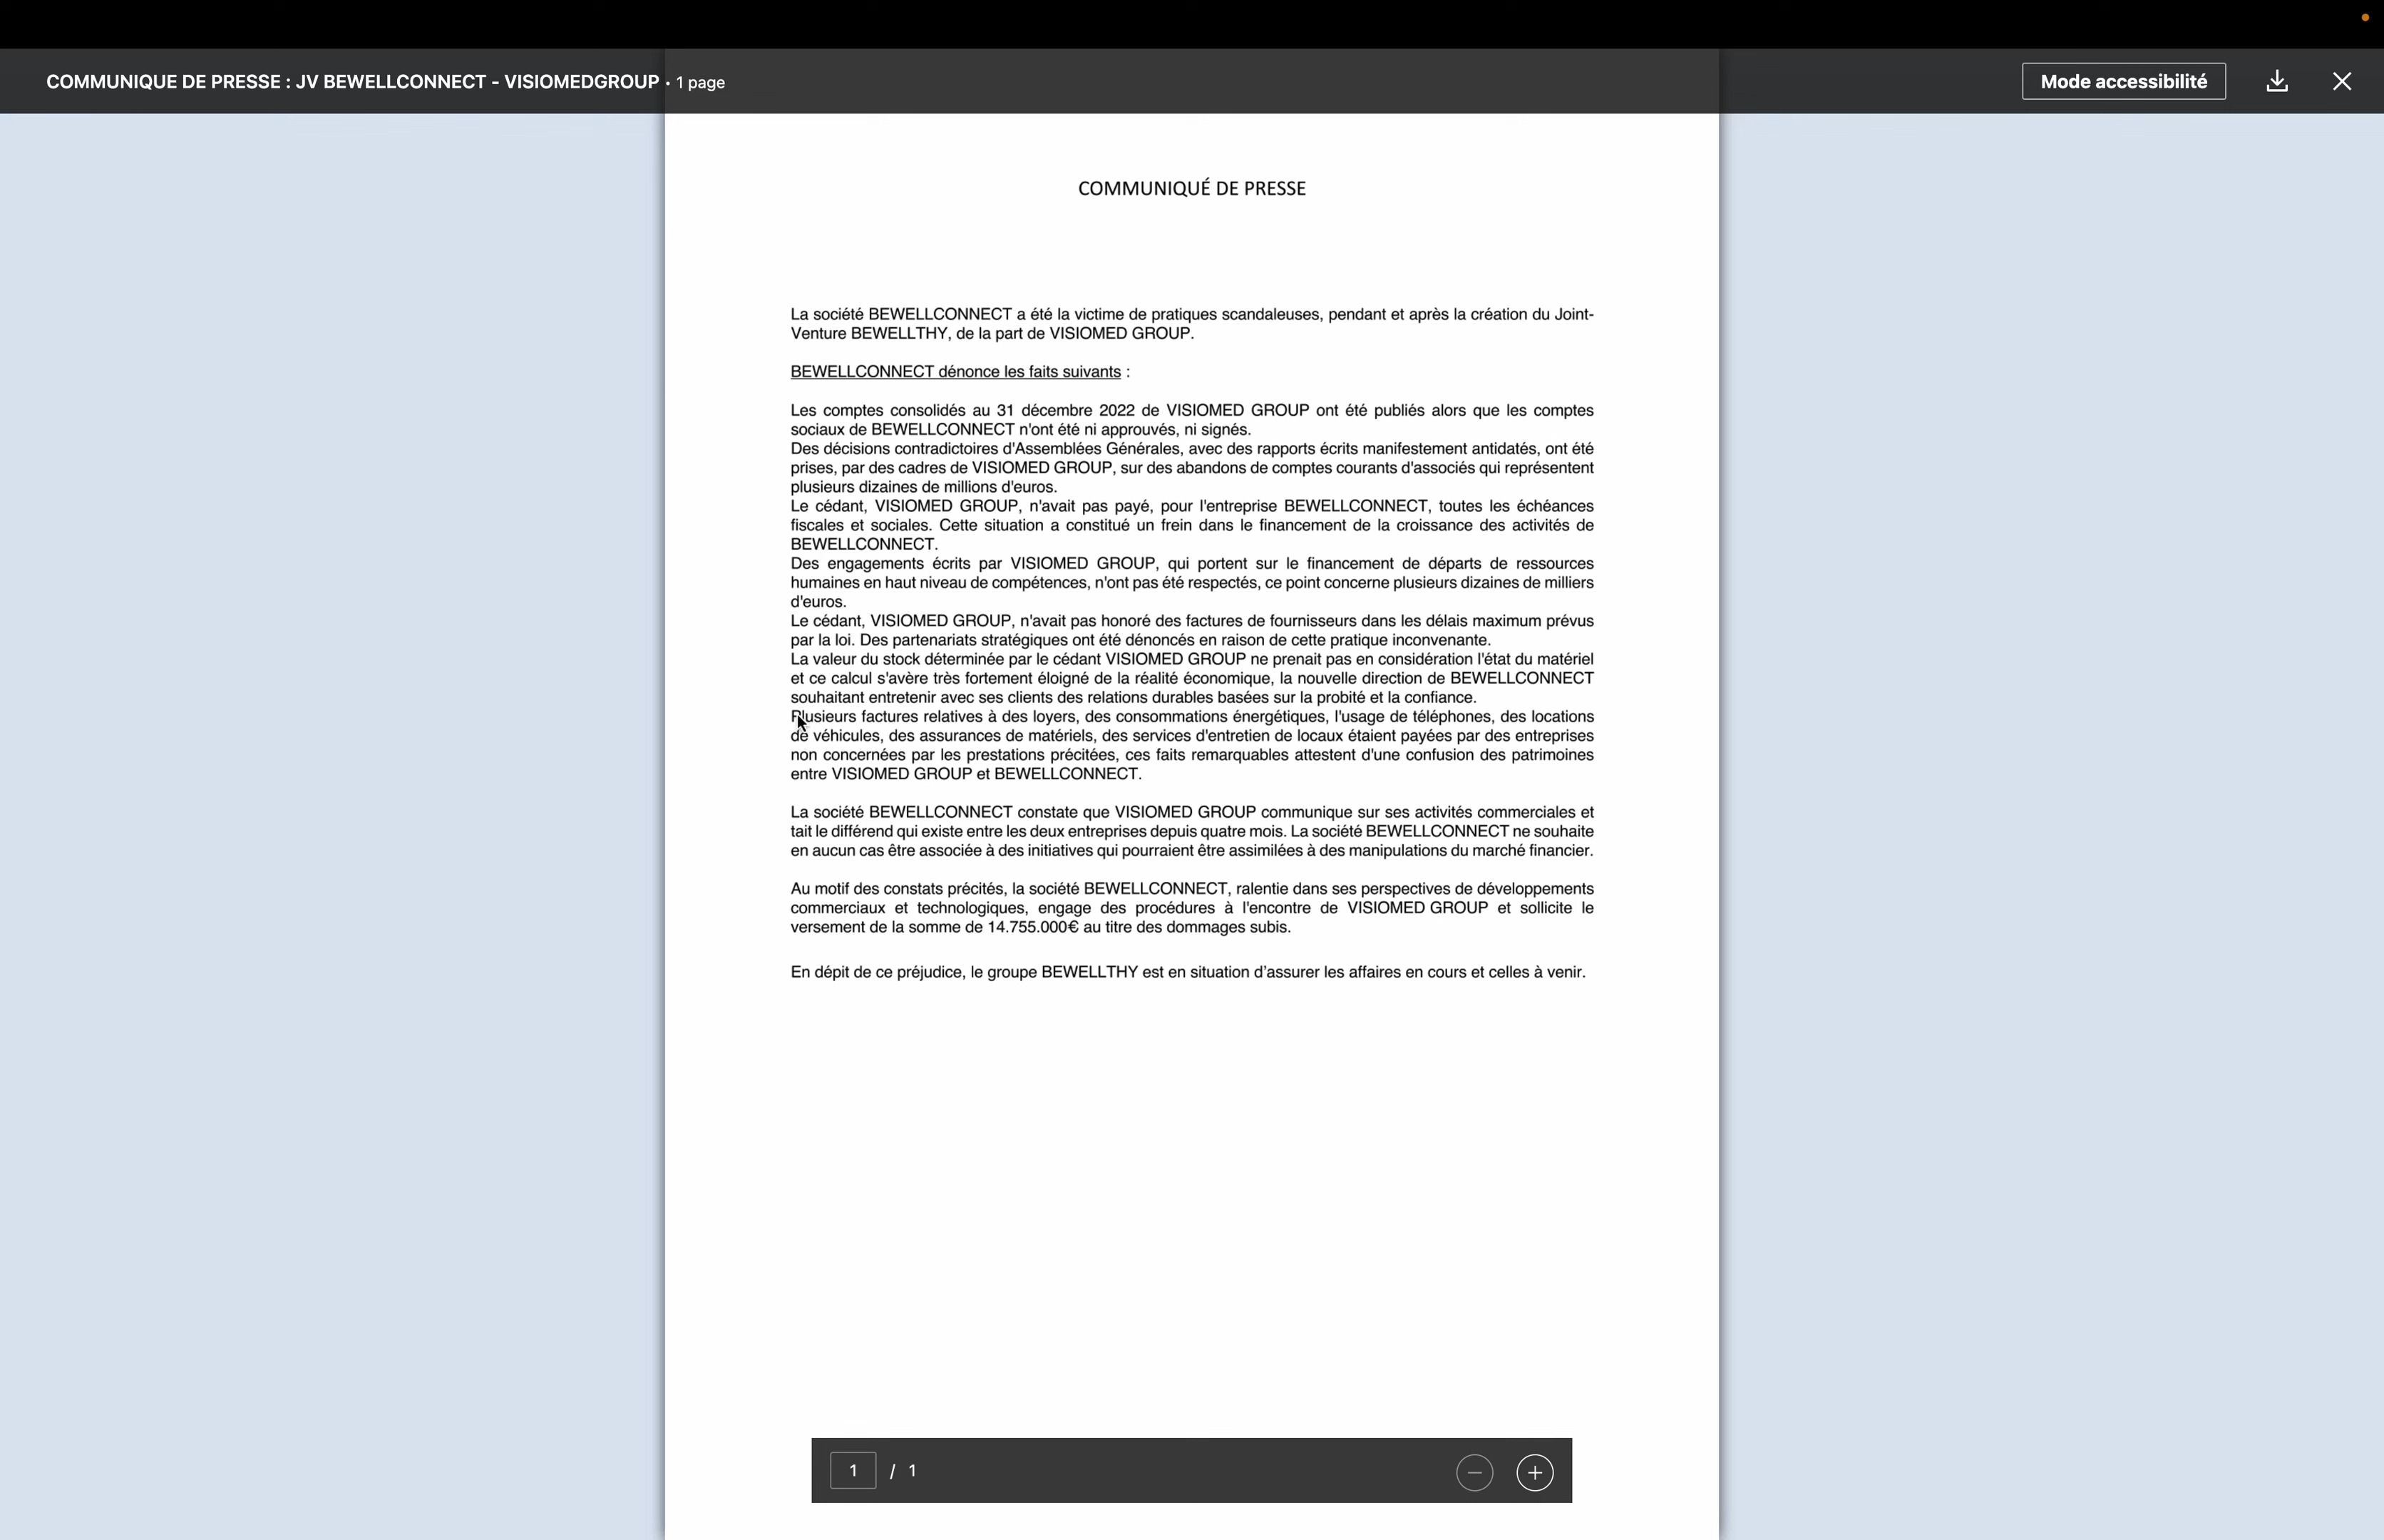 COMMUNIQUE DE PRESSE : JV BEWELLCONNECT - VISIOMEDGROUP • 1 page
Mode accessibilité
COMMUNIQUÉ DE PRESSE
La société BEWELLCONNECT a été la victime de pratiques scandaleuses, pendant et après la création du Joint-
Venture BEWELLTHY, de la part de VISIOMED GROUP.
BEWELLCONNECT dénonce les faits suivants :
Les comptes consolidés au 31 décembre 2022 de VISIOMED GROUP ont été publiés alors que les comptes
sociaux de BEWELLCONNECT n'ont été ni approuvés, ni signés.
Des décisions contradictoires d'Assemblées Générales, avec des rapports écrits manifestement antidatés, ont été
prises, par des cadres de VISIOMED GROUP, sur des abandons de comptes courants d'associés qui représentent
plusieurs dizaines de millions d'euros.
Le cédant, VISIOMED GROUP, n'avait pas payé, pour l'entreprise BEWELLCONNECT, toutes les échéances
fiscales et sociales. Cette situation a constitué un frein dans le financement de la croissance des activités de
BEWELLCONNECT.
Des engagements écrits par VISIOMED GROUP, qui portent sur le financement de départs de ressources
humaines en haut niveau de compétences, n'ont pas été respectés, ce point concerne plusieurs dizaines de milliers
d'euros.
Le cédant, VISIOMED GROUP, n'avait pas honoré des factures de fournisseurs dans les délais maximum prévus
par la loi. Des partenariats stratégiques ont été dénoncés en raison de cette pratique inconvenante.
La valeur du stock déterminée par le cédant VISIOMED GROUP ne prenait pas en considération l'état du matériel
et ce calcul s'avère très fortement éloigné de la réalité économique, la nouvelle direction de BEWELLCONNECT
souhaitant entretenir avec ses clients des relations durables basées sur la probité et la confiance.
Plusieurs factures relatives à des loyers, des consommations énergétiques, l'usage de téléphones, des locations
de véhicules, des assurances de matériels, des services d'entretien de locaux étaient payées par des entreprises
non concernées par les prestations précitées, ces faits remarquables attestent d'une confusion des patrimoines
entre VISIOMED GROUP et BEWELLCONNECT.
La société BEWELLCONNECT constate que VISIOMED GROUP communique sur ses activités commerciales et
tait le différend qui existe entre les deux entreprises depuis quatre mois. La société BEWELLCONNECT ne souhaite
en aucun cas être associée à des initiatives qui pourraient être assimilées à des manipulations du marché financier.
Au motif des constats précités, la société BEWELLCONNECT, ralentie dans ses perspectives de développements
commerciaux et technologiques, engage des procédures à l'encontre de VISIOMED GROUP et sollicite le
versement de la somme de 14.755.000€ au titre des dommages subis.
En dépit de ce préjudice, le groupe BEWELLTHY est en situation d'assurer les affaires en cours et celles à venir.
1 / 1